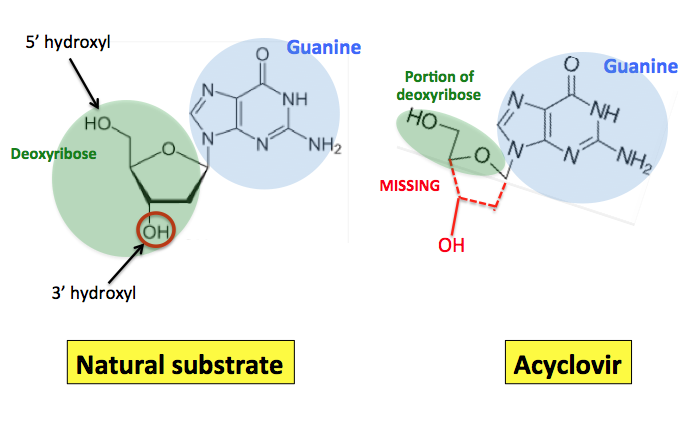 5’ hydroxyl
Guanine
O
N
NH
N
N
NH2
HO
O
Deoxyribose
OH
3’ hydroxyl
Natural substrate
Guanine
O
Portion of
deoxyribose
N
NH
HO
N
N
NH2
O
MISSING
OH
Acyclovir